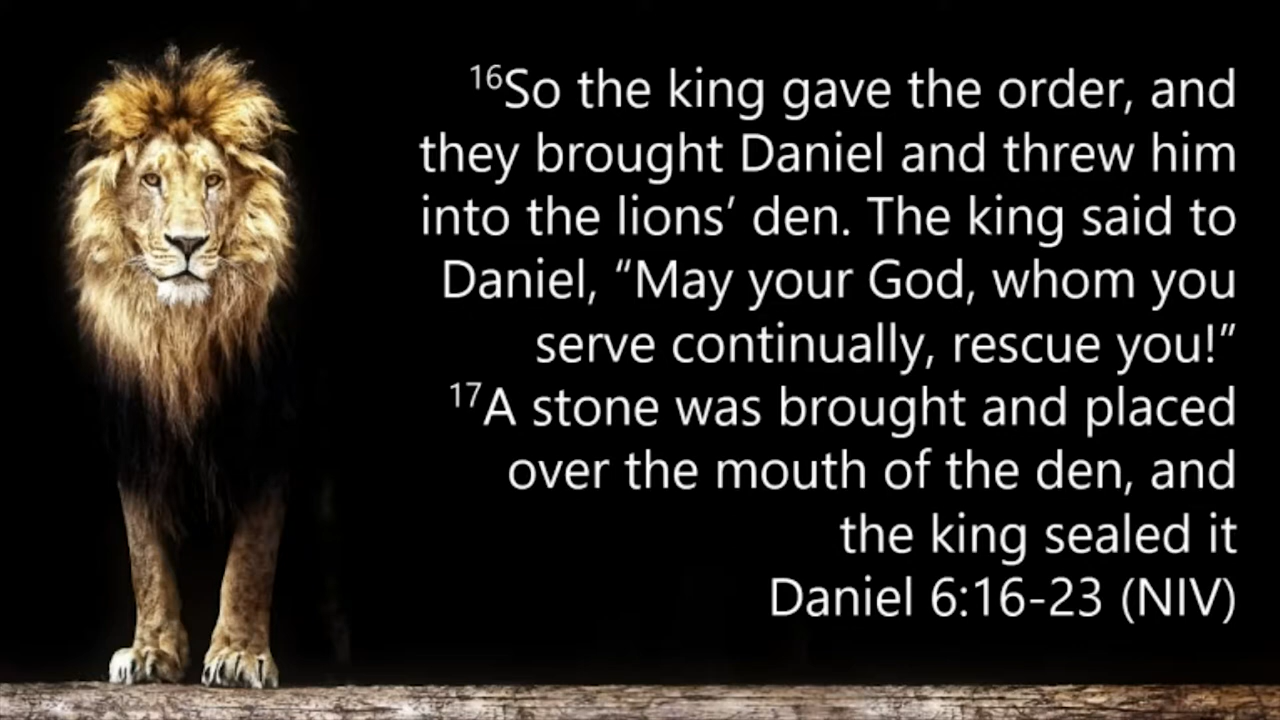 ¹⁶So the king gave the order, and
they brought Daniel and threw him
into the lions’ den. The king said to
Daniel, “May your God, whom you
serve continually, rescue you!”
¹⁷A stone was brought and placed
over the mouth of the den, and
the king sealed it
Daniel 6:16-23 (NIV)